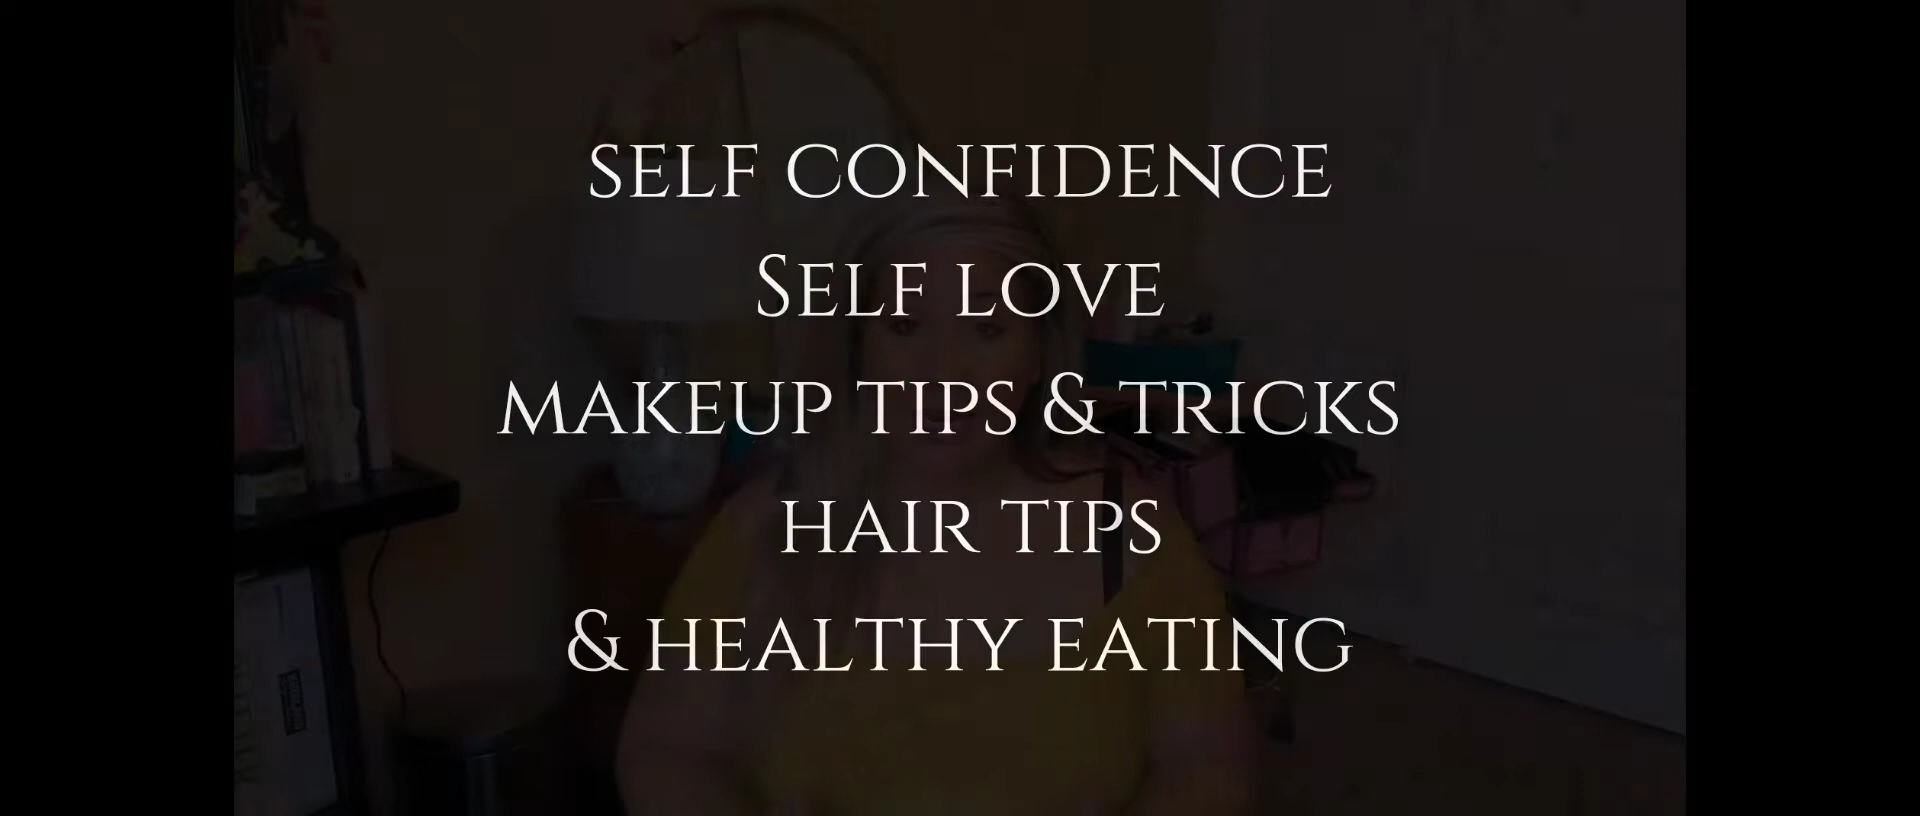 SELF CONFIDENCE
SELF LOVE
MAKEUP TIPS & TRICKS
HAIR TIPS
& HEALTHY EATING